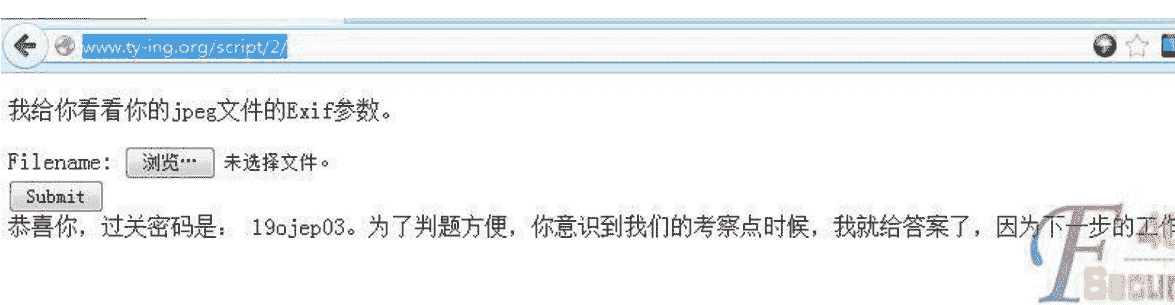 www.ty-ing.org/script/2/
我给你看看你的jpeg文件的Exif参数。
Filename: 浏览… 未选择文件。
Submit
恭喜你，过关密码是： 19ojep03。为了判题方便，你意识到我们的考察点时候，我就给答案了，因为下一步的工作